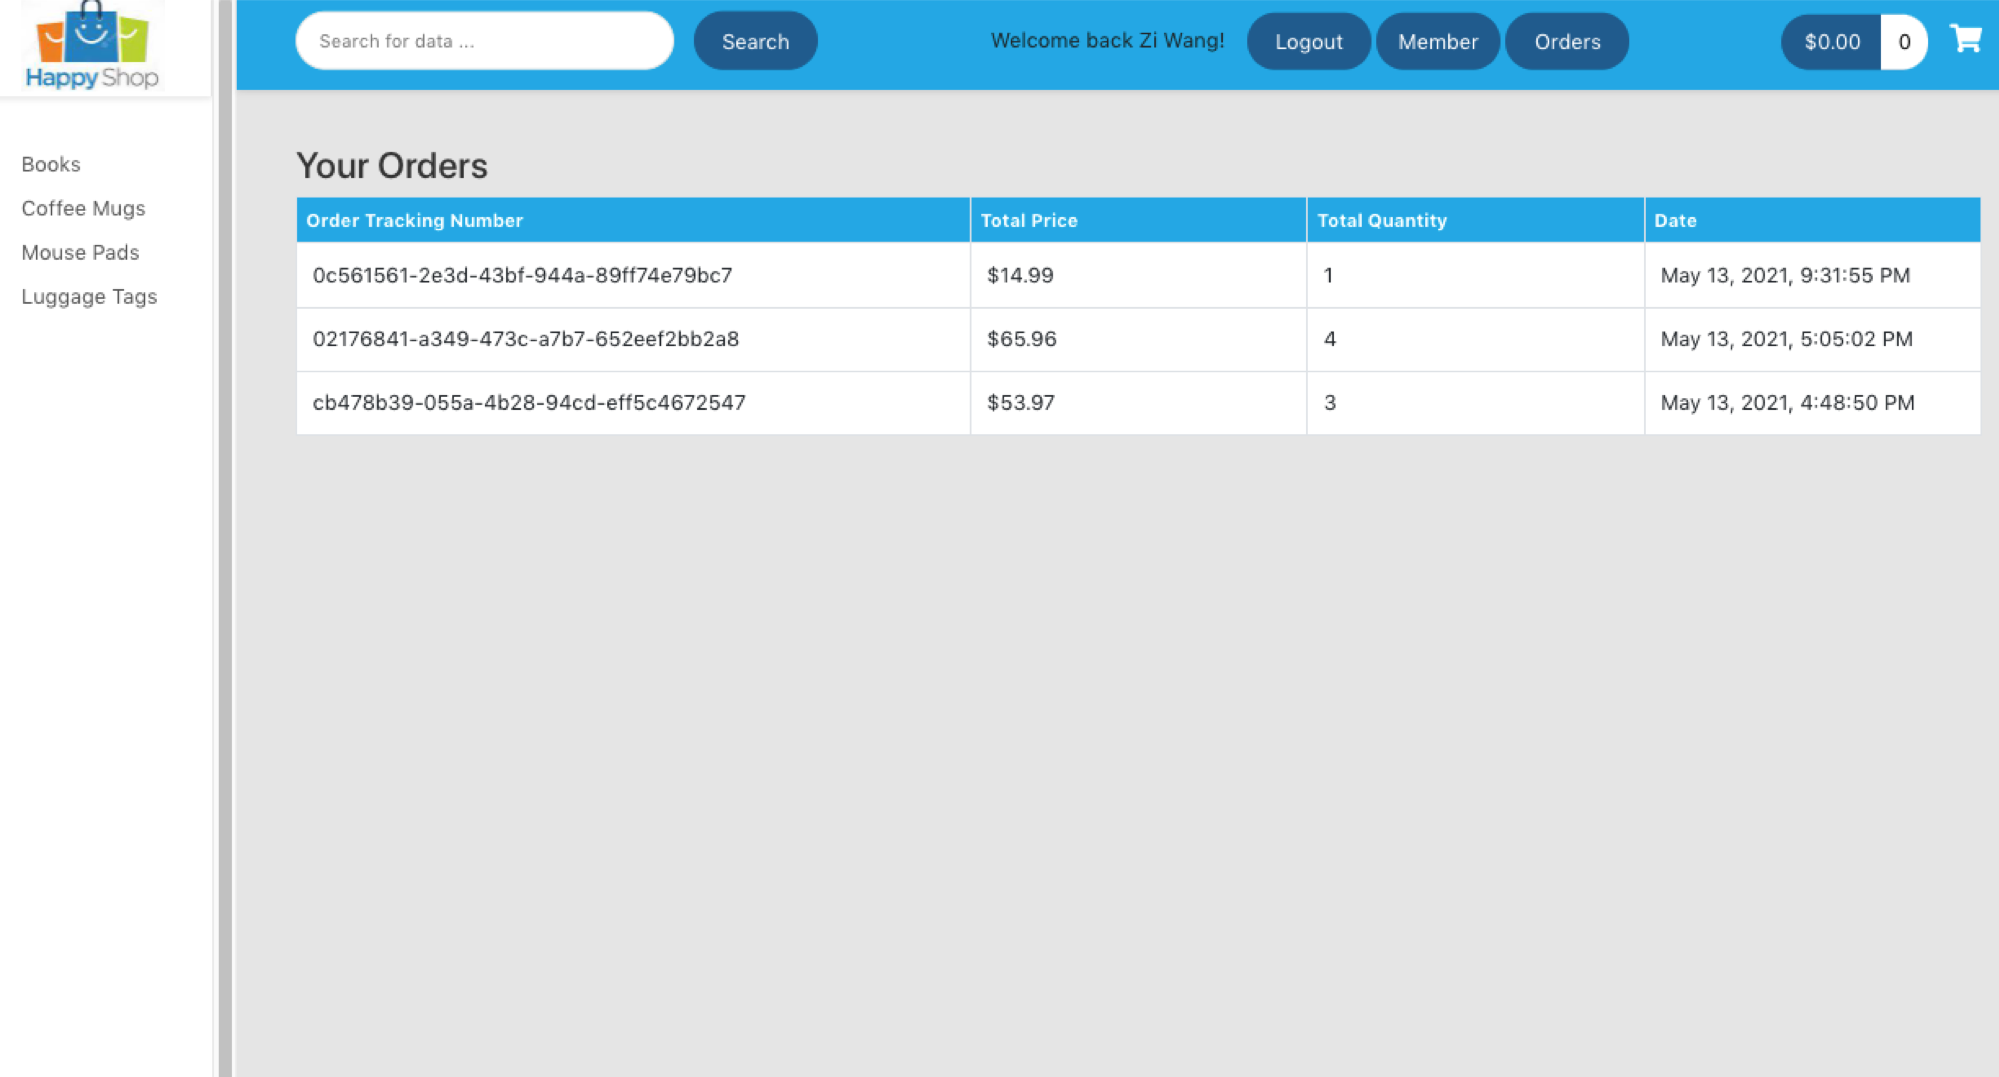 Happy Shop
Search for data ...
Search
Welcome back Zi Wang!
Logout
Member
Orders
$0.00
0
Books
Coffee Mugs
Mouse Pads
Luggage Tags
Your Orders
Order Tracking Number Total Price Total Quantity Date
0c561561-2e3d-43bf-944a-89ff74e79bc7 $14.99 1 May 13, 2021, 9:31:55 PM
02176841-a349-473c-a7b7-652eef2bb2a8 $65.96 4 May 13, 2021, 5:05:02 PM
cb478b39-055a-4b28-94cd-eff5c4672547 $53.97 3 May 13, 2021, 4:48:50 PM